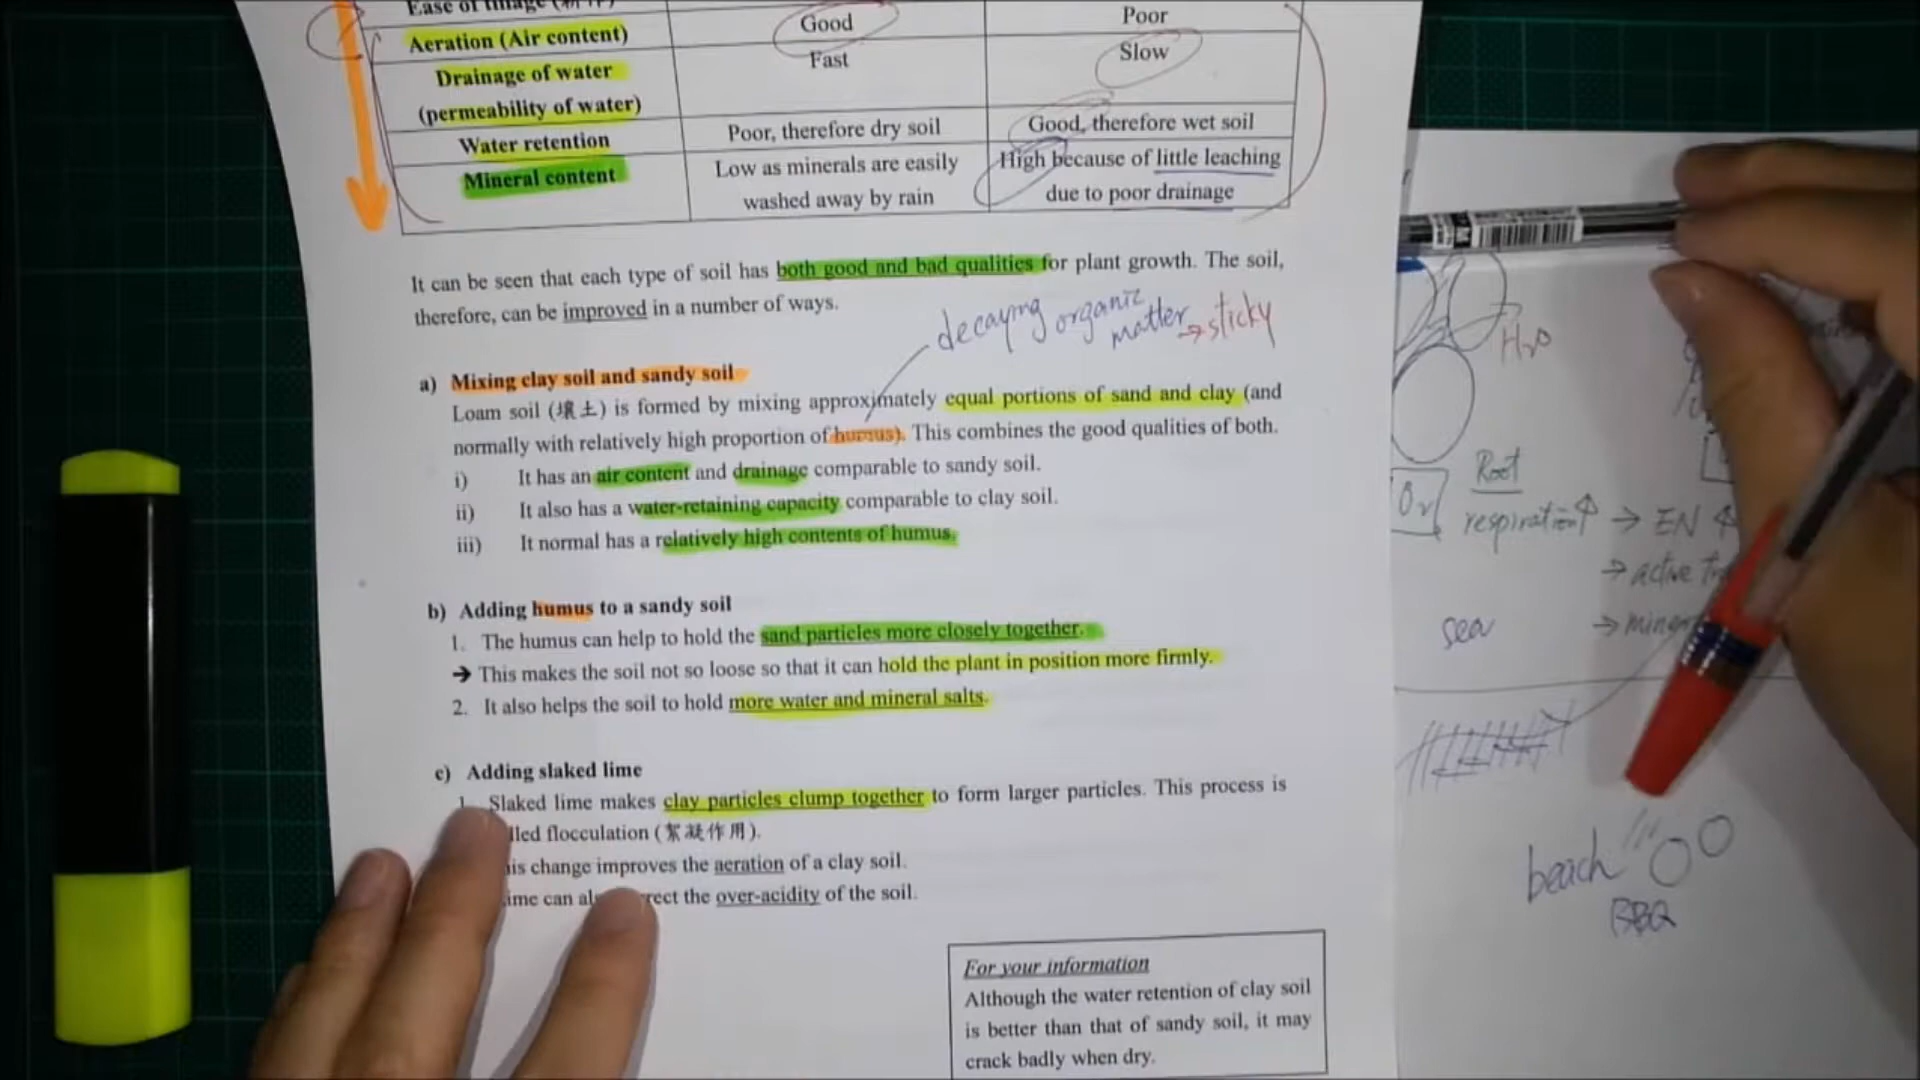 Ease of
Aeration (Air content)
Good
Poor
Drainage of water
(permeability of water)
Fast
Slow
Water retention
Poor, therefore dry soil
Good, therefore wet soil
Mineral content
Low as minerals are easily
washed away by rain
High because of little leaching
due to poor drainage
It can be seen that each type of soil has both good and bad qualities for plant growth. The soil,
therefore, can be improved in a number of ways.
decaying organic
matter → sticky
a) Mixing clay soil and sandy soil
Loam soil (壤土) is formed by mixing approximately equal portions of sand and clay (and
normally with relatively high proportion of humus). This combines the good qualities of both.
i) It has an air content and drainage comparable to sandy soil.
ii) It also has a water-retaining capacity comparable to clay soil.
iii) It normal has a relatively high contents of humus.
b) Adding humus to a sandy soil
1. The humus can help to hold the sand particles more closely together.
→ This makes the soil not so loose so that it can hold the plant in position more firmly.
2. It also helps the soil to hold more water and mineral salts.
c) Adding slaked lime
1. Slaked lime makes clay particles clump together to form larger particles. This process is
lled flocculation (絮凝作用).
is change improves the aeration of a clay soil.
ime can al rect the over-acidity of the soil.
For your information
Although the water retention of clay soil
is better than that of sandy soil, it may
crack badly when dry.
H₂O
O₂
Root
respiration↑ → EN ↑
→ active
→
sea
beach
BBQ